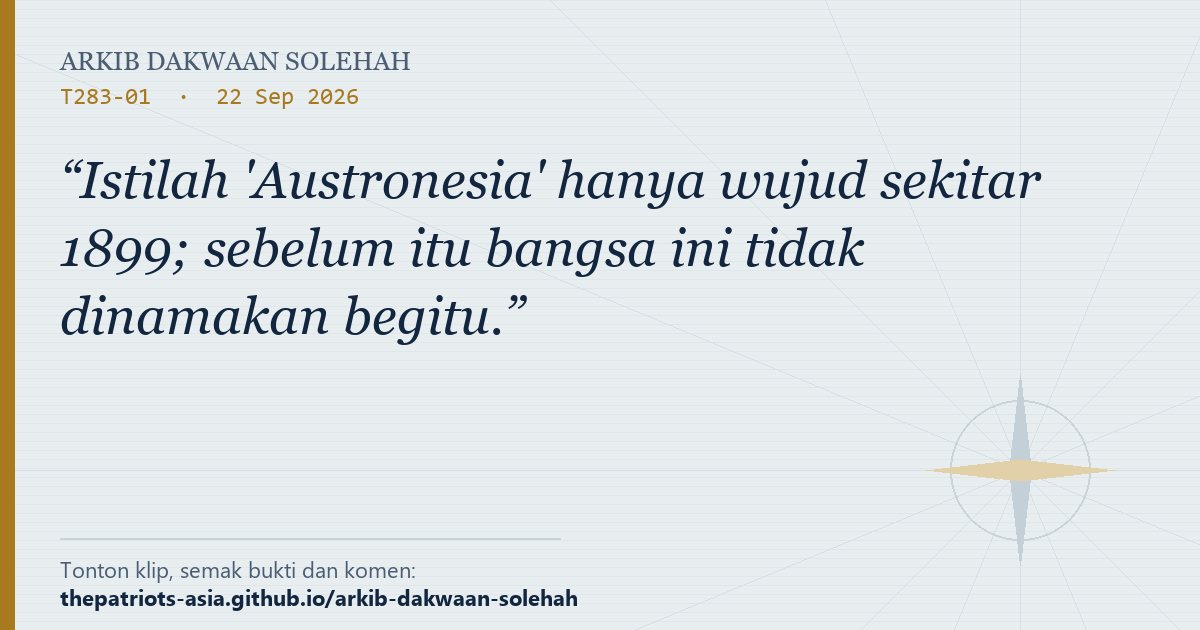 ARKIB DAKWAAN SOLEHAH
T283-01 · 22 Sep 2026
“Istilah 'Austronesia' hanya wujud sekitar
1899; sebelum itu bangsa ini tidak
dinamakan begitu.”
Tonton klip, semak bukti dan komen:
thepatriots-asia.github.io/arkib-dakwaan-solehah